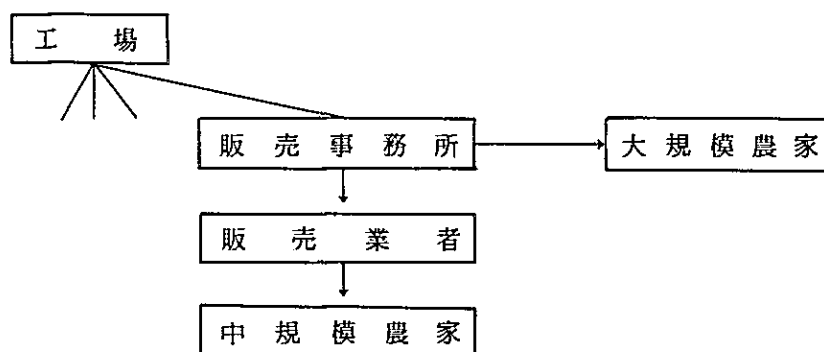 工場
販売事務所
大規模農家
販売業者
中規模農家